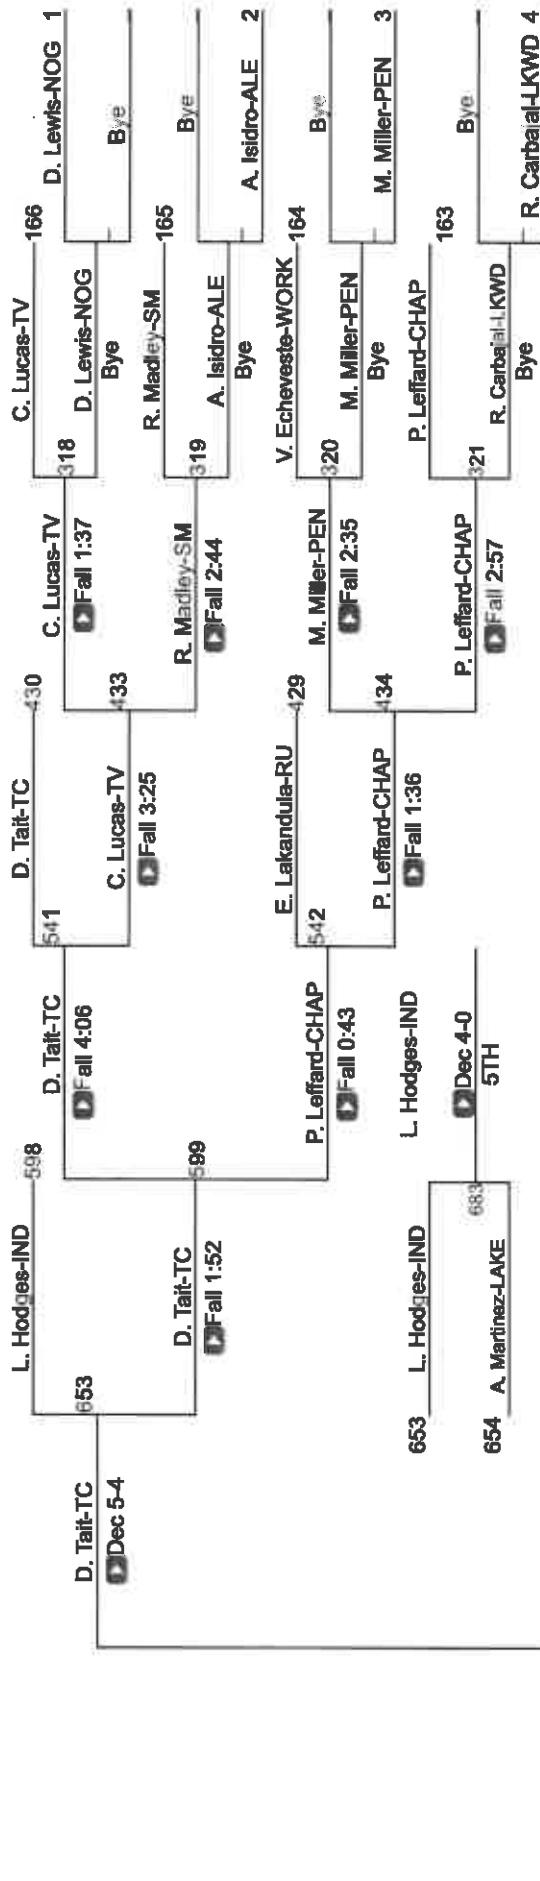 D. Lewis-NOG 1
Bye
Bye
A. Isidro-ALE 2
Bye
M. Miller-PEN 3
Bye
R. Carbajal-LKWD 4
C. Lucas-TV 166
D. Lewis-NOG
Bye
R. Madley-SM 165
A. Isidro-ALE
Bye
V. Echeveste-WORK 164
M. Miller-PEN
Bye
P. Leffard-CHAP 163
R. Carbajal-LKWD
Bye
318
C. Lucas-TV
Fall 1:37
319
R. Madley-SM
Fall 2:44
320
M. Miller-PEN
Fall 2:35
321
P. Leffard-CHAP
Fall 2:57
D. Tait-TC 430
433
C. Lucas-TV
Fall 3:25
E. Lakandula-RU 429
434
P. Leffard-CHAP
Fall 1:36
541
D. Tait-TC
Fall 4:06
542
P. Leffard-CHAP
Fall 0:43
L. Hodges-IND 598
599
D. Tait-TC
Fall 1:52
653
D. Tait-TC
Dec 5-4
653 L. Hodges-IND
654 A. Martinez-LAKE
683
L. Hodges-IND
Dec 4-0
5TH